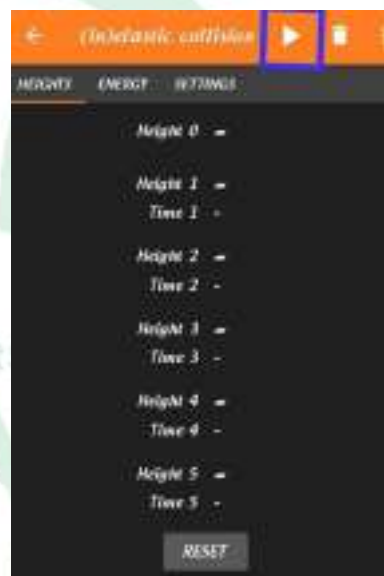 (In)elastic collision
HEIGHTS ENERGY SETTINGS
Height 0 -
Height 1 -
Time 1 -
Height 2 -
Time 2 -
Height 3 -
Time 3 -
Height 4 -
Time 4 -
Height 5 -
Time 5 -
RESET